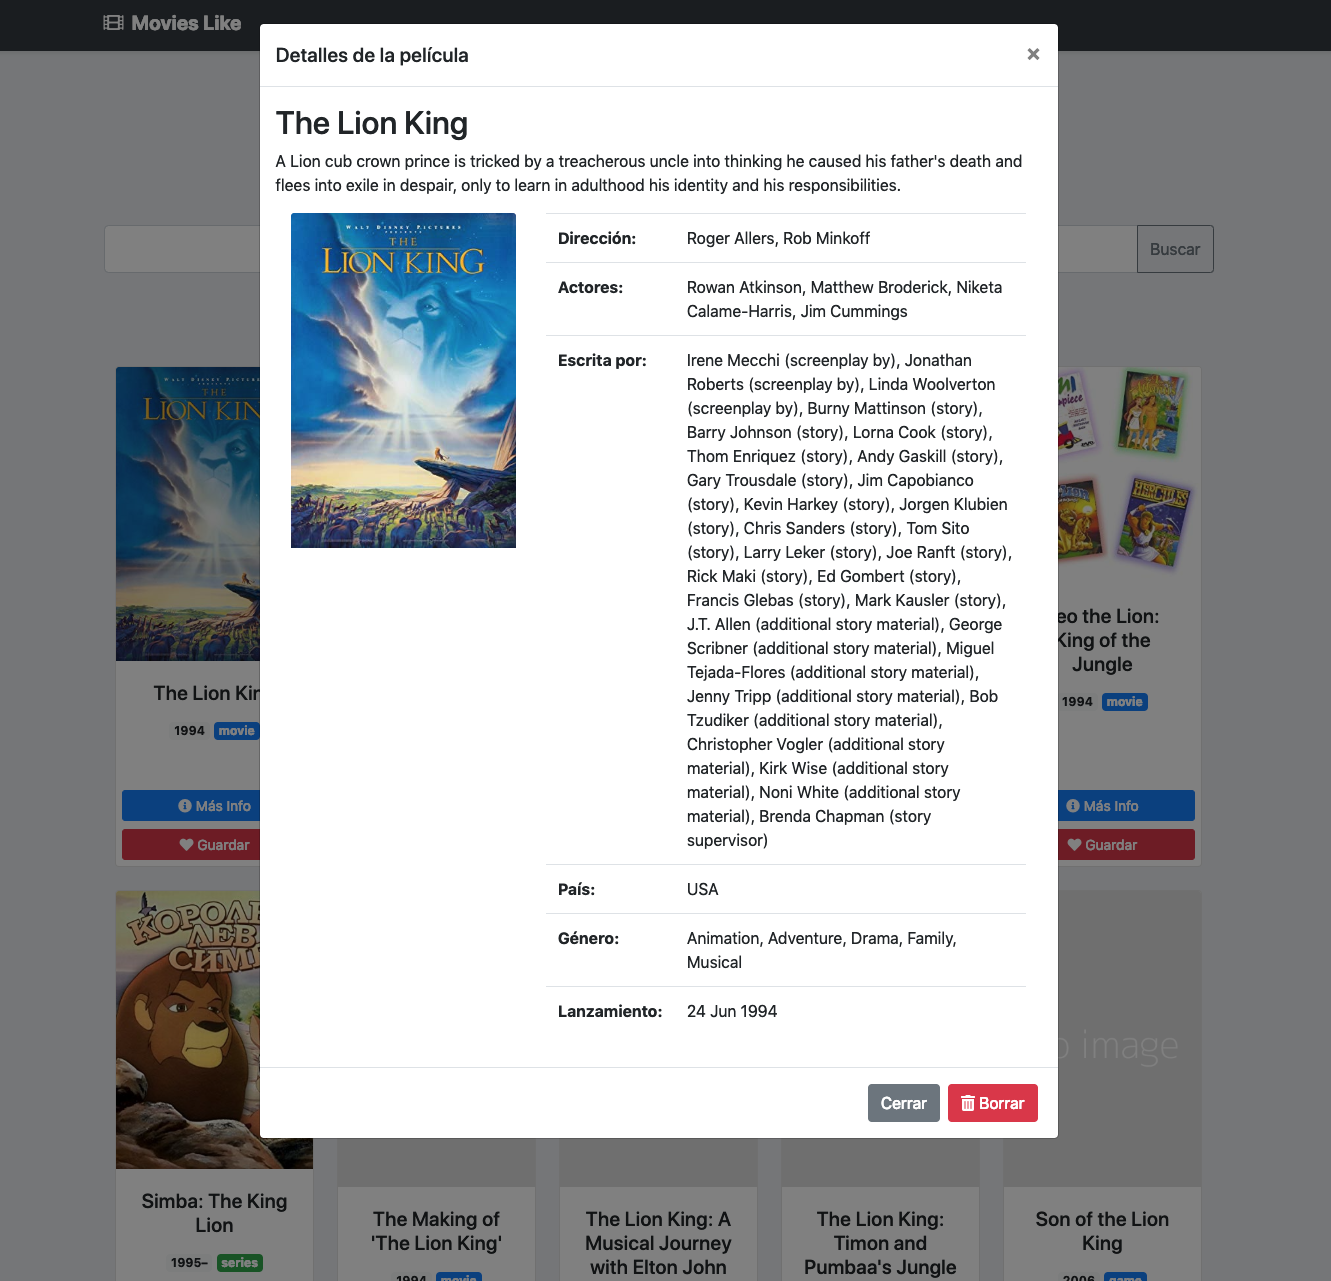 Movies Like
Detalles de la película
×
The Lion King
A Lion cub crown prince is tricked by a treacherous uncle into thinking he caused his father's death and
flees into exile in despair, only to learn in adulthood his identity and his responsibilities.
WALT DISNEY PICTURES
PRESENTS
THE
LION KING
Dirección: Roger Allers, Rob Minkoff
Actores: Rowan Atkinson, Matthew Broderick, Niketa
Calame-Harris, Jim Cummings
Escrita por: Irene Mecchi (screenplay by), Jonathan
Roberts (screenplay by), Linda Woolverton
(screenplay by), Burny Mattinson (story),
Barry Johnson (story), Lorna Cook (story),
Thom Enriquez (story), Andy Gaskill (story),
Gary Trousdale (story), Jim Capobianco
(story), Kevin Harkey (story), Jorgen Klubien
(story), Chris Sanders (story), Tom Sito
(story), Larry Leker (story), Joe Ranft (story),
Rick Maki (story), Ed Gombert (story),
Francis Glebas (story), Mark Kausler (story),
J.T. Allen (additional story material), George
Scribner (additional story material), Miguel
Tejada-Flores (additional story material),
Jenny Tripp (additional story material), Bob
Tzudiker (additional story material),
Christopher Vogler (additional story
material), Kirk Wise (additional story
material), Noni White (additional story
material), Brenda Chapman (story
supervisor)
País: USA
Género: Animation, Adventure, Drama, Family,
Musical
Lanzamiento: 24 Jun 1994
Cerrar
Borrar
Buscar
WALT DISNEY PICTURE
THE
LION KIN
The Lion Kin
1994 movie
Más Info
Guardar
HERCULES
eo the Lion:
King of the
Jungle
1994 movie
Más Info
Guardar
КОРОЛЬ
ЛЕВ
СИМ
Simba: The King
Lion
1995– series
The Making of
'The Lion King'
1994 movie
The Lion King: A
Musical Journey
with Elton John
The Lion King:
Timon and
Pumbaa's Jungle
image
Son of the Lion
King
2006 game